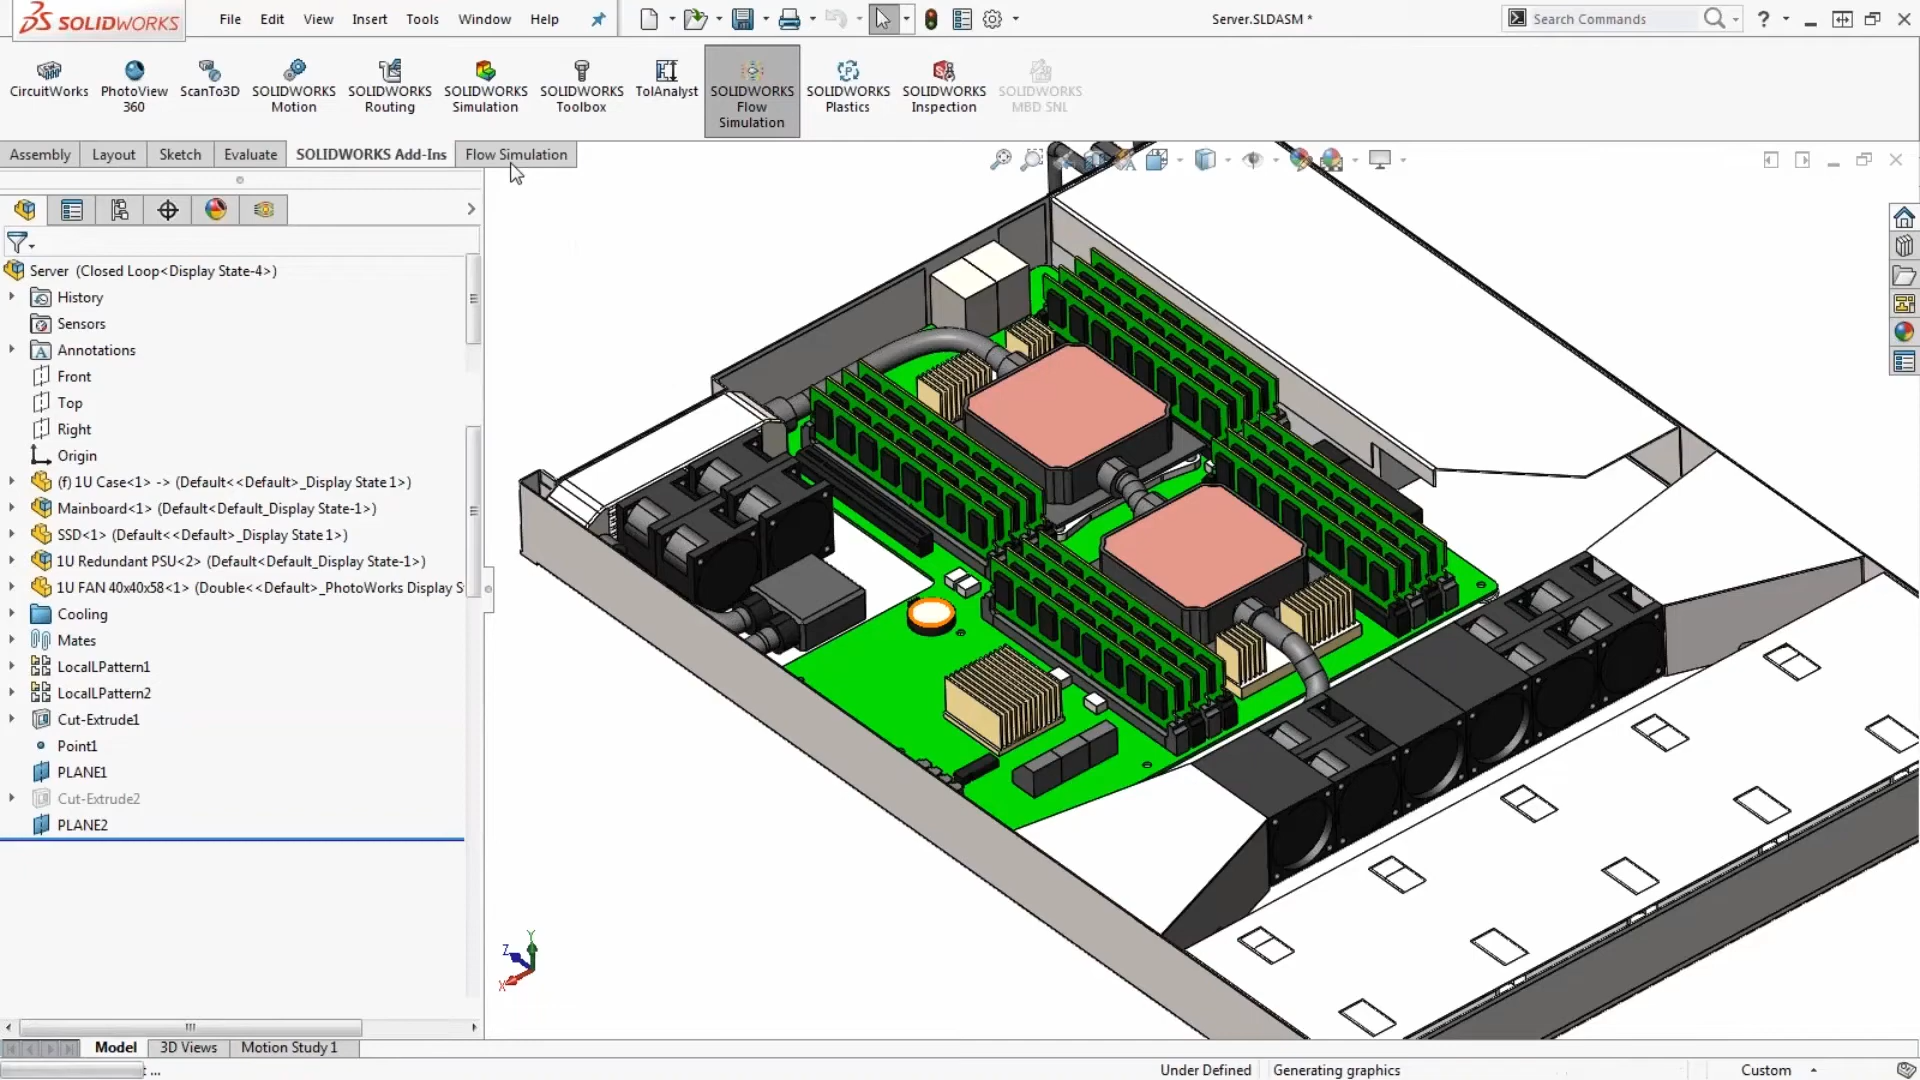 SOLIDWORKS
File Edit View Insert Tools Window Help
Server.SLDASM *
Search Commands
CircuitWorks
PhotoView 360
ScanTo3D
SOLIDWORKS Motion
SOLIDWORKS Routing
SOLIDWORKS Simulation
SOLIDWORKS Toolbox
TolAnalyst
SOLIDWORKS Flow Simulation
SOLIDWORKS Plastics
SOLIDWORKS Inspection
SOLIDWORKS MBD SNL
Assembly Layout Sketch Evaluate SOLIDWORKS Add-Ins Flow Simulation
Server (Closed Loop<Display State-4>)
History
Sensors
Annotations
Front
Top
Right
Origin
(f) 1U Case<1> -> (Default<<Default>_Display State 1>)
Mainboard<1> (Default<Default_Display State-1>)
SSD<1> (Default<<Default>_Display State 1>)
1U Redundant PSU<2> (Default<Default_Display State-1>)
1U FAN 40x40x58<1> (Double<<Default>_PhotoWorks Display S
Cooling
Mates
LocalLPattern1
LocalLPattern2
Cut-Extrude1
Point1
PLANE1
Cut-Extrude2
PLANE2
Y
Z
X
Model 3D Views Motion Study 1
Under Defined Generating graphics Custom